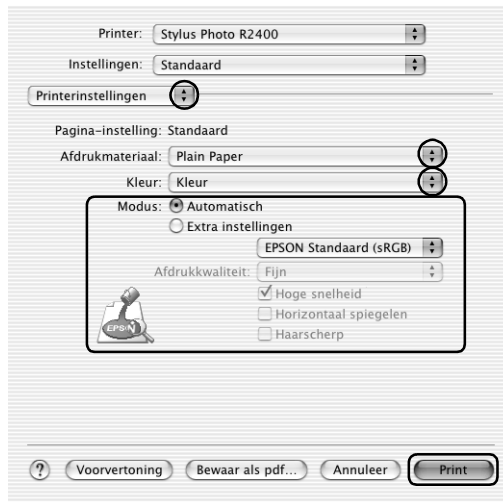 Printer: Stylus Photo R2400
Instellingen: Standaard
Printerinstellingen
Pagina-instelling: Standaard
Afdrukmateriaal: Plain Paper
Kleur: Kleur
Modus: Automatisch
Extra instellingen
EPSON Standaard (sRGB)
Afdrukkwaliteit: Fijn
Hoge snelheid
Horizontaal spiegelen
Haarscherp
EPSON
? Voorvertoning Bewaar als pdf... Annuleer Print